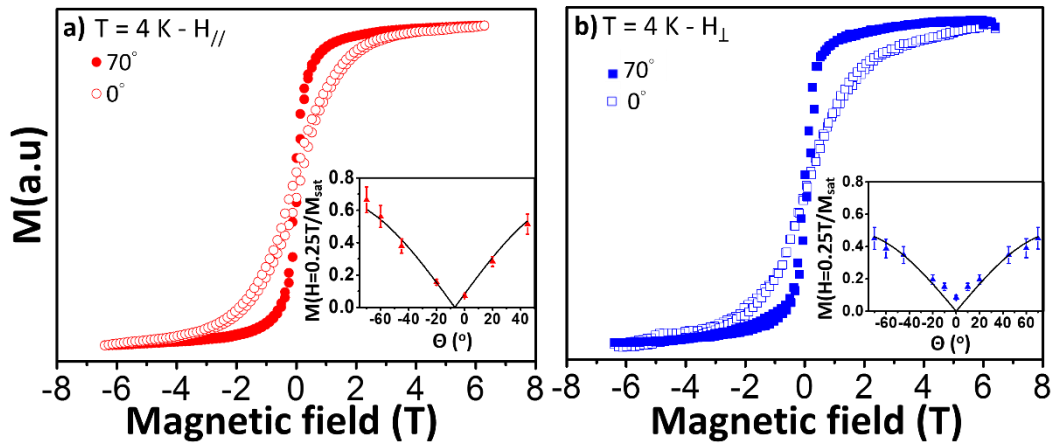 a) T = 4 K - H//
70°
0°
M(a.u)
M(H=0.25T/Msat
0.8
0.6
0.4
0.2
0.0
-60 -40 -20 0 20 40
Θ (°)
-8 -6 -4 -2 0 2 4 6 8
Magnetic field (T)
b) T = 4 K - H⊥
70°
0°
M(H=0.25T/Msat
0.8
0.6
0.4
0.2
0.0
-60 -40 -20 0 20 40 60
Θ (°)
-8 -6 -4 -2 0 2 4 6 8
Magnetic field (T)